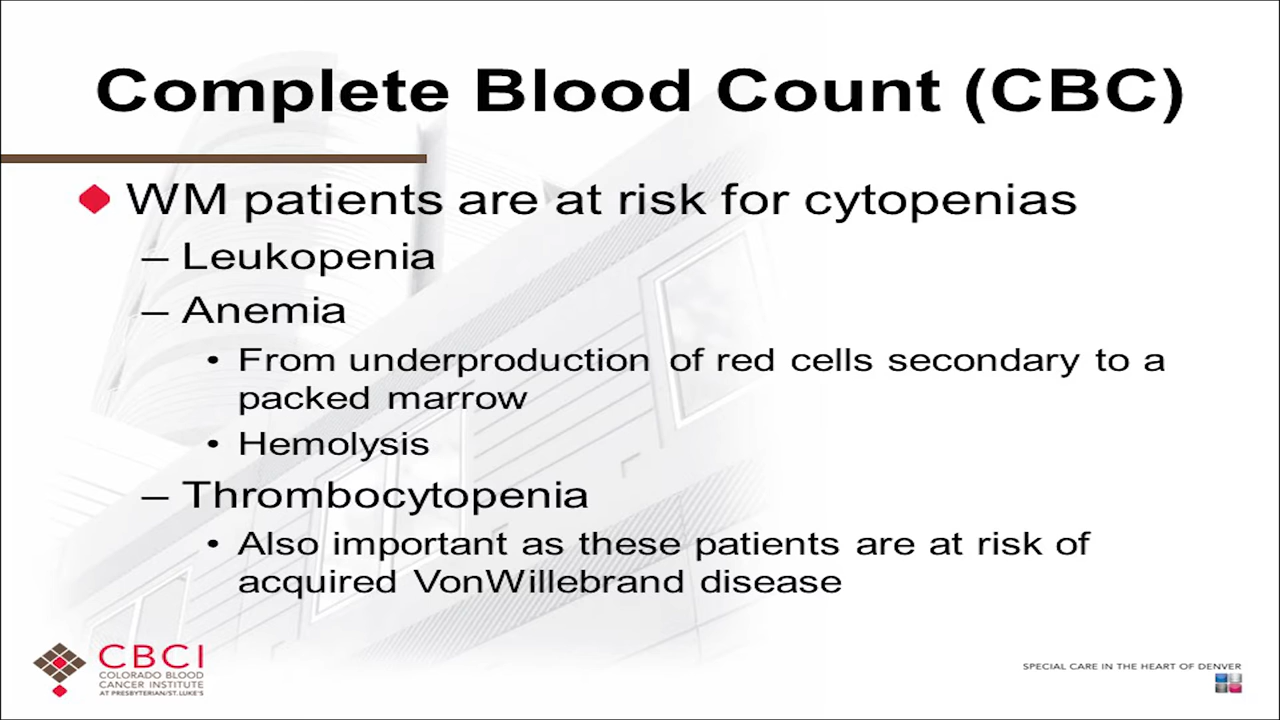 Complete Blood Count (CBC)
WM patients are at risk for cytopenias
– Leukopenia
– Anemia
• From underproduction of red cells secondary to a
packed marrow
• Hemolysis
– Thrombocytopenia
• Also important as these patients are at risk of
acquired VonWillebrand disease
CBCI
COLORADO BLOOD
CANCER INSTITUTE
AT PRESBYTERIAN/ST. LUKE'S
SPECIAL CARE IN THE HEART OF DENVER